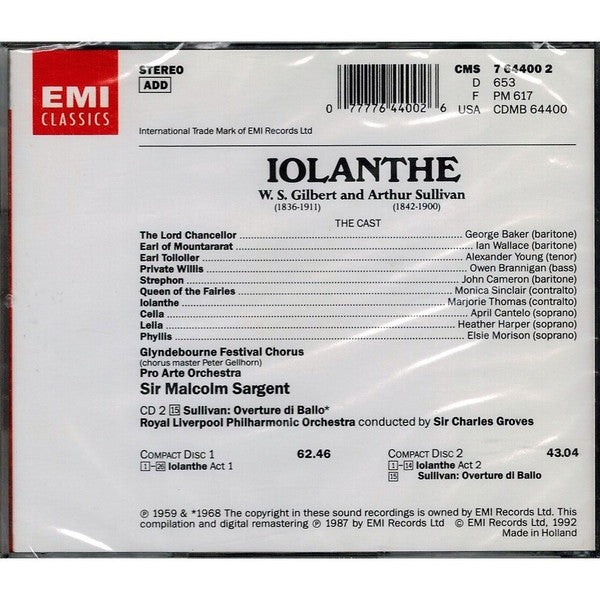 EMI
CLASSICS
STEREO
ADD
International Trade Mark of EMI Records Ltd
0 77776 44002 6
CMS 7 64400 2
D 653
F PM 617
USA CDMB 64400
IOLANTHE
W. S. Gilbert and Arthur Sullivan
(1836-1911) (1842-1900)
THE CAST
The Lord Chancellor George Baker (baritone)
Earl of Mountararat Ian Wallace (baritone)
Earl Tolloller Alexander Young (tenor)
Private Willis Owen Brannigan (bass)
Strephon John Cameron (baritone)
Queen of the Fairies Monica Sinclair (contralto)
Iolanthe Marjorie Thomas (contralto)
Celia April Cantelo (soprano)
Leila Heather Harper (soprano)
Phyllis Elsie Morison (soprano)
Glyndebourne Festival Chorus
(chorus master Peter Gellhorn)
Pro Arte Orchestra
Sir Malcolm Sargent
CD 2 15 Sullivan: Overture di Ballo*
Royal Liverpool Philharmonic Orchestra conducted by Sir Charles Groves
COMPACT DISC 1 62.46
1-26 Iolanthe Act 1
COMPACT DISC 2 43.04
1-14 Iolanthe Act 2
15 Sullivan: Overture di Ballo
℗ 1959 & *1968 The copyright in these sound recordings is owned by EMI Records Ltd. This
compilation and digital remastering ℗ 1987 by EMI Records Ltd © EMI Records Ltd, 1992
Made in Holland